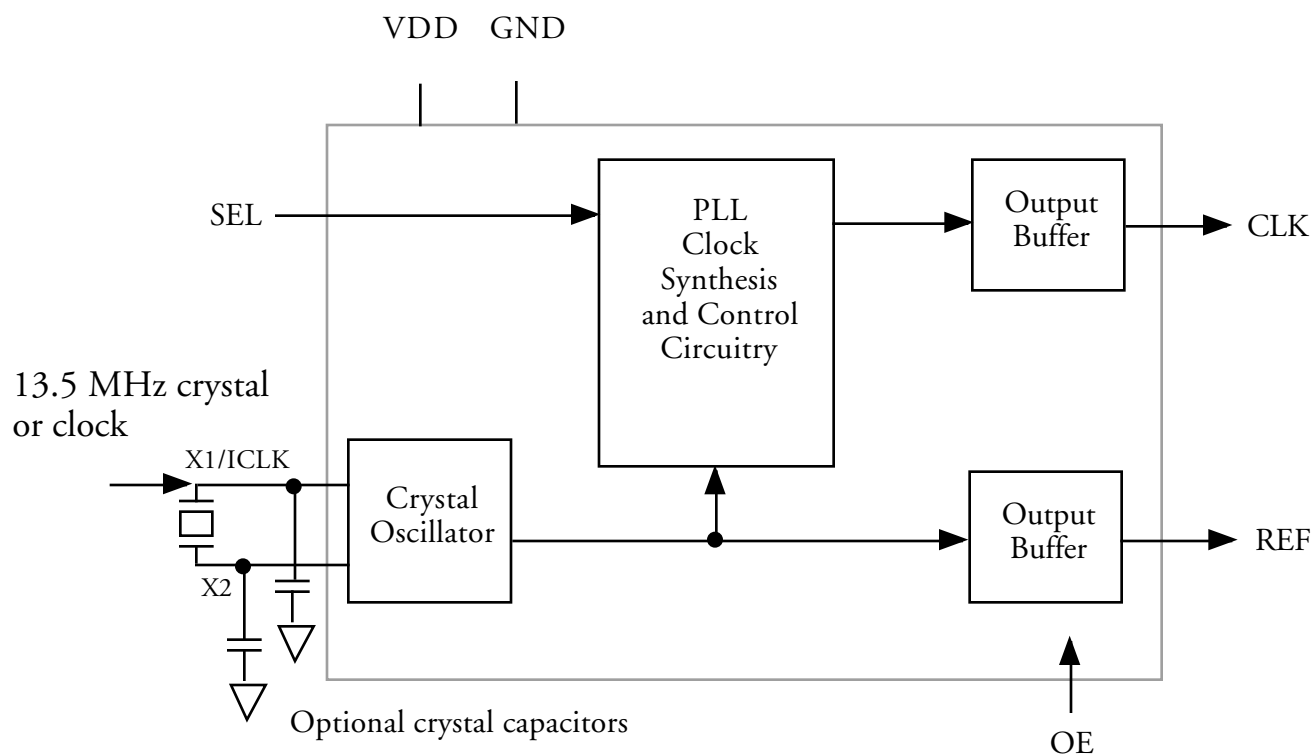 VDD GND
SEL
PLL
Clock
Synthesis
and Control
Circuitry
Output
Buffer
CLK
13.5 MHz crystal
or clock
X1/ICLK
X2
Crystal
Oscillator
Output
Buffer
REF
Optional crystal capacitors
OE